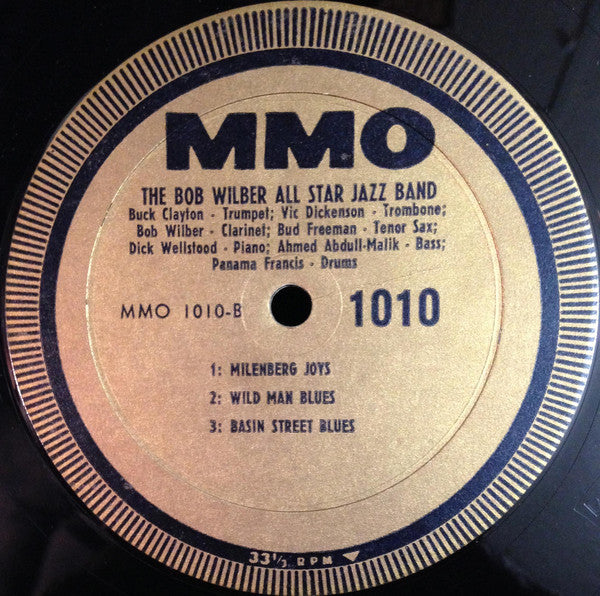 MMO
THE BOB WILBER ALL STAR JAZZ BAND
Buck Clayton - Trumpet; Vic Dickenson - Trombone;
Bob Wilber - Clarinet; Bud Freeman - Tenor Sax;
Dick Wellstood - Piano; Ahmed Abdull-Malik - Bass;
Panama Francis - Drums
MMO 1010-B
1010
1: MILENBERG JOYS
2: WILD MAN BLUES
3: BASIN STREET BLUES
33⅓ RPM